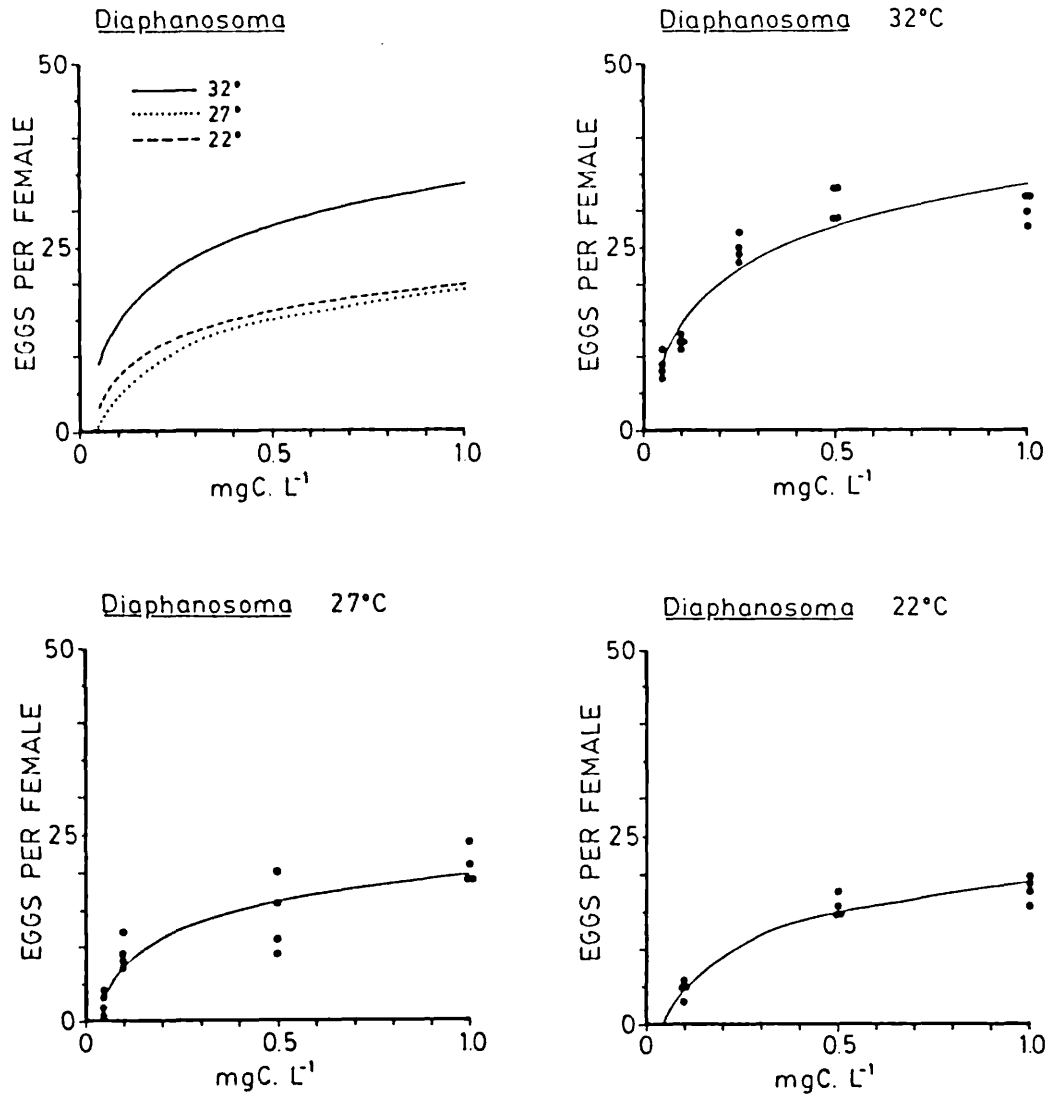 Diaphanosoma
50
25
0
EGGS PER FEMALE
32°
27°
22°
0 0.5 1.0
mgC. L⁻¹
Diaphanosoma 32°C
50
25
0
EGGS PER FEMALE
0 0.5 1.0
mgC. L⁻¹
Diaphanosoma 27°C
50
25
0
EGGS PER FEMALE
0 0.5 1.0
mgC. L⁻¹
Diaphanosoma 22°C
50
25
0
EGGS PER FEMALE
0 0.5 1.0
mgC. L⁻¹